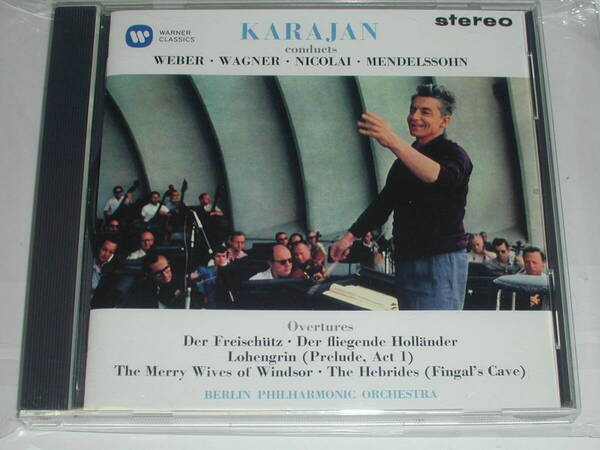 WARNER
CLASSICS
KARAJAN
stereo
conducts
WEBER · WAGNER · NICOLAI · MENDELSSOHN
Overtures
Der Freischütz · Der fliegende Holländer
Lohengrin (Prelude, Act 1)
The Merry Wives of Windsor · The Hebrides (Fingal's Cave)
BERLIN PHILHARMONIC ORCHESTRA